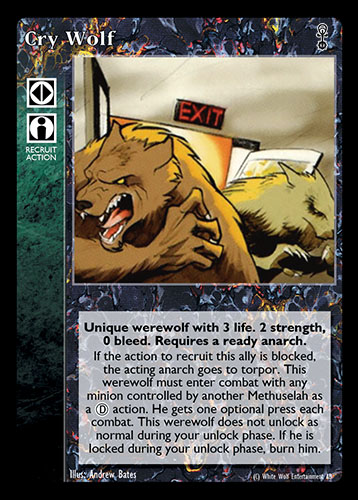 Cry Wolf
RECRUIT
ACTION
EXIT
Unique werewolf with 3 life. 2 strength,
0 bleed. Requires a ready anarch.
If the action to recruit this ally is blocked,
the acting anarch goes to torpor. This
werewolf must enter combat with any
minion controlled by another Methuselah as
a Ⓓ action. He gets one optional press each
combat. This werewolf does not unlock as
normal during your unlock phase. If he is
locked during your unlock phase, burn him.
Illus: Andrew Bates
(C) White Wolf Entertainment AB